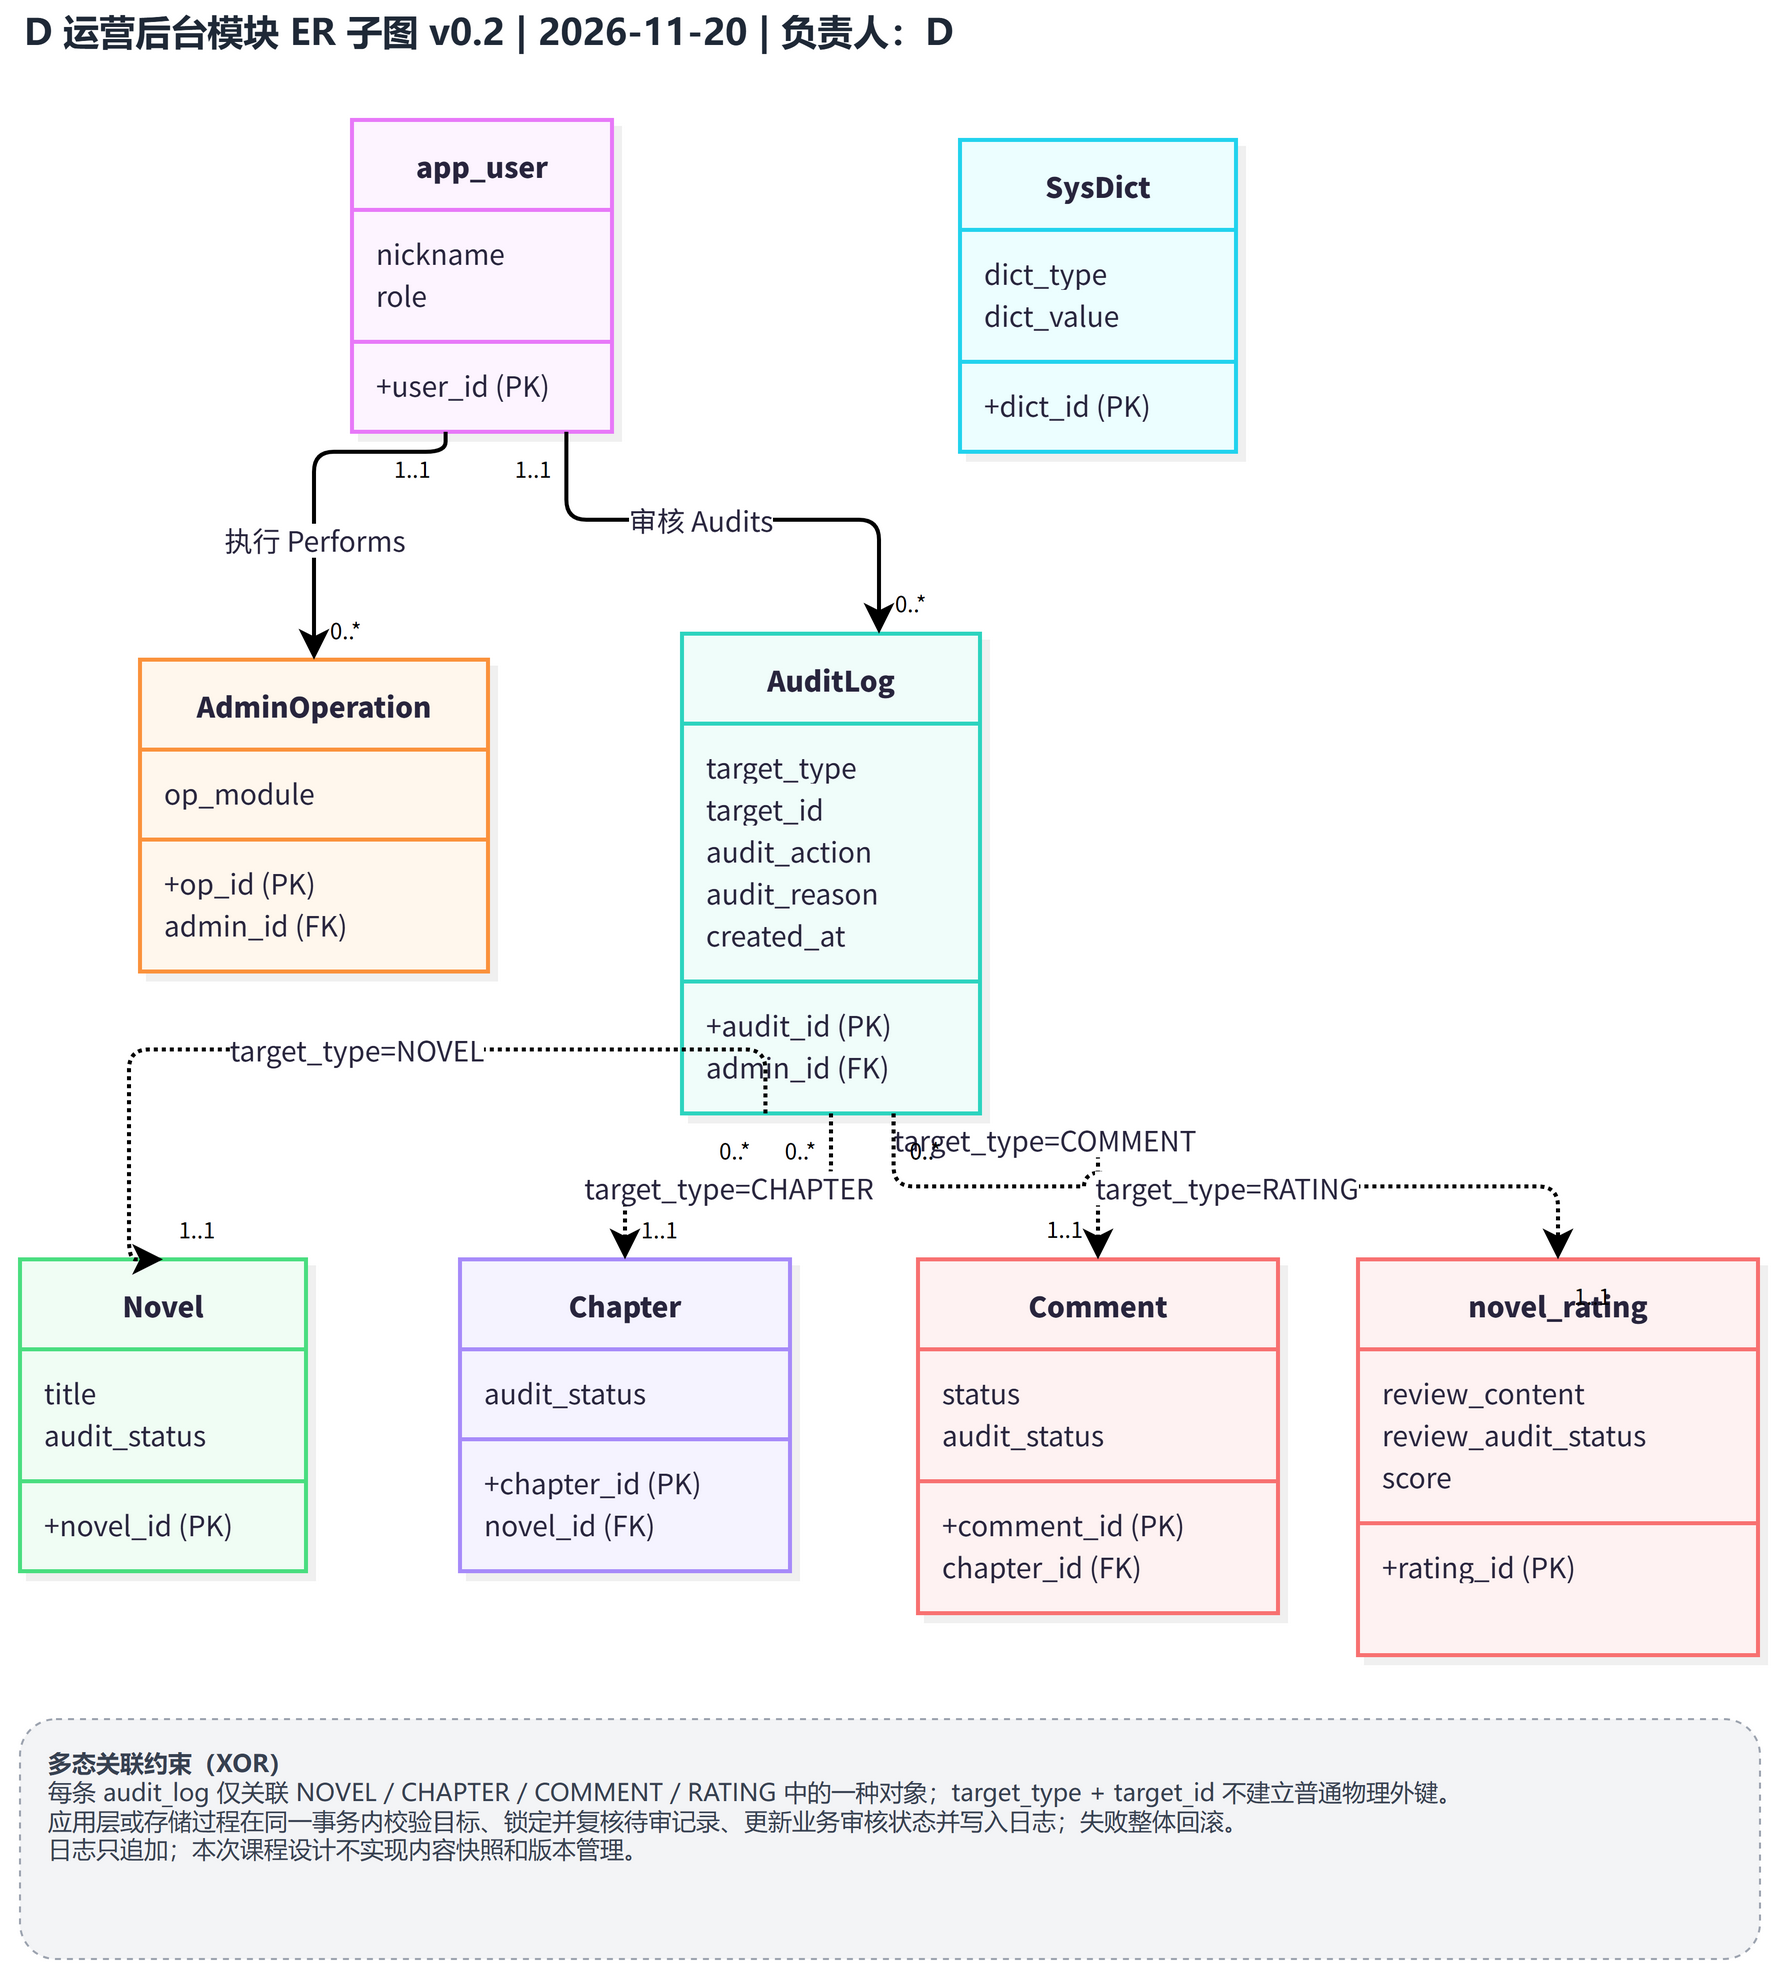 D 运营后台模块 ER 子图 v0.2 | 2026-11-20 | 负责人：D
app_user
nickname
role
+user_id (PK)
SysDict
dict_type
dict_value
+dict_id (PK)
1..1
1..1
执行 Performs
审核 Audits
0..*
0..*
AdminOperation
op_module
+op_id (PK)
admin_id (FK)
AuditLog
target_type
target_id
audit_action
audit_reason
created_at
+audit_id (PK)
admin_id (FK)
target_type=NOVEL
0..*
0..*
0..*
target_type=COMMENT
target_type=CHAPTER
target_type=RATING
1..1
1..1
1..1
1..1
Novel
title
audit_status
+novel_id (PK)
Chapter
audit_status
+chapter_id (PK)
novel_id (FK)
Comment
status
audit_status
+comment_id (PK)
chapter_id (FK)
novel_rating
review_content
review_audit_status
score
+rating_id (PK)
多态关联约束（XOR）
每条 audit_log 仅关联 NOVEL / CHAPTER / COMMENT / RATING 中的一种对象；target_type + target_id 不建立普通物理外键。
应用层或存储过程在同一事务内校验目标、锁定并复核待审记录、更新业务审核状态并写入日志；失败整体回滚。
日志只追加；本次课程设计不实现内容快照和版本管理。